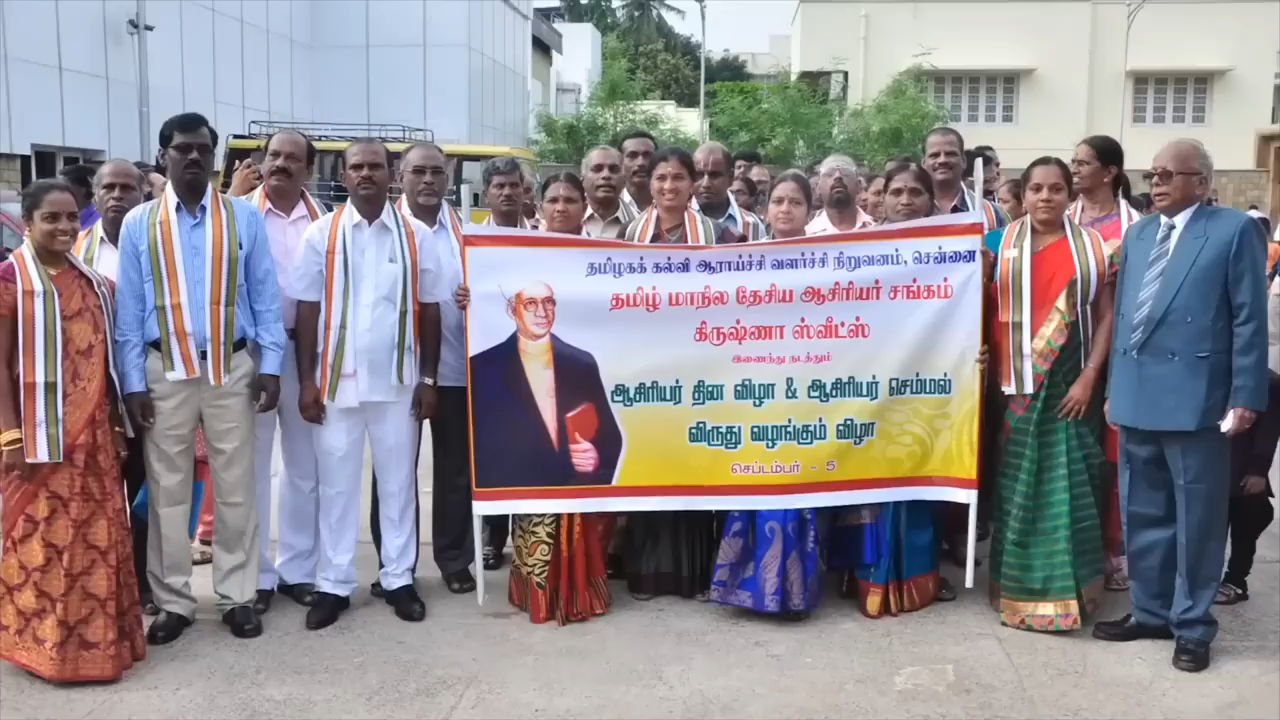 தமிழகக் கல்வி ஆராய்ச்சி வளர்ச்சி நிறுவனம், சென்னை
தமிழ் மாநில தேசிய ஆசிரியர் சங்கம்
கிருஷ்ணா ஸ்வீட்ஸ்
இணைந்து நடத்தும்
ஆசிரியர் தின விழா & ஆசிரியர் செம்மல்
விருது வழங்கும் விழா
செப்டம்பர் - 5